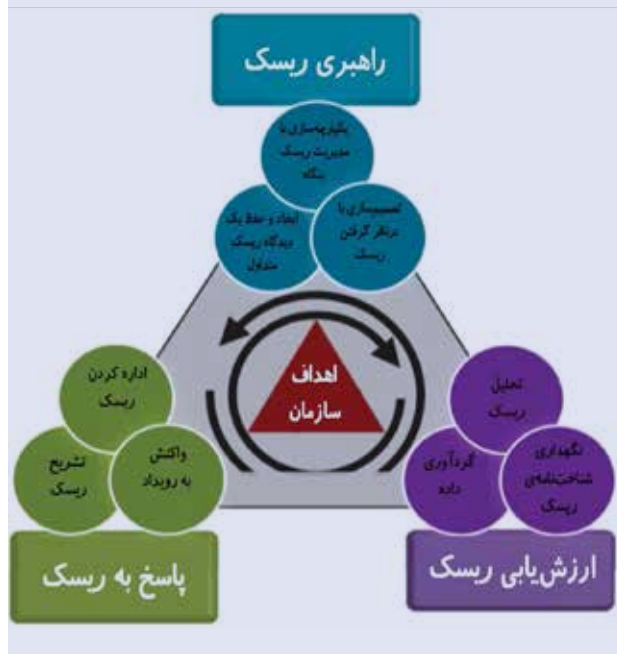 راهبری ریسک
یکپارچه‌سازی با
مدیریت ریسک
بنگاه
تصمیم‌سازی با
درنظر گرفتن
ریسک
ایجاد و حفظ یک
دیدگاه ریسک
متداول
اهداف
سازمان
تحلیل
ریسک
نگهداری
شناخت‌نامه‌ی
ریسک
گردآوری
داده
ارزش‌یابی ریسک
اداره کردن
ریسک
واکنش
به رویداد
تشریح
ریسک
پاسخ به ریسک